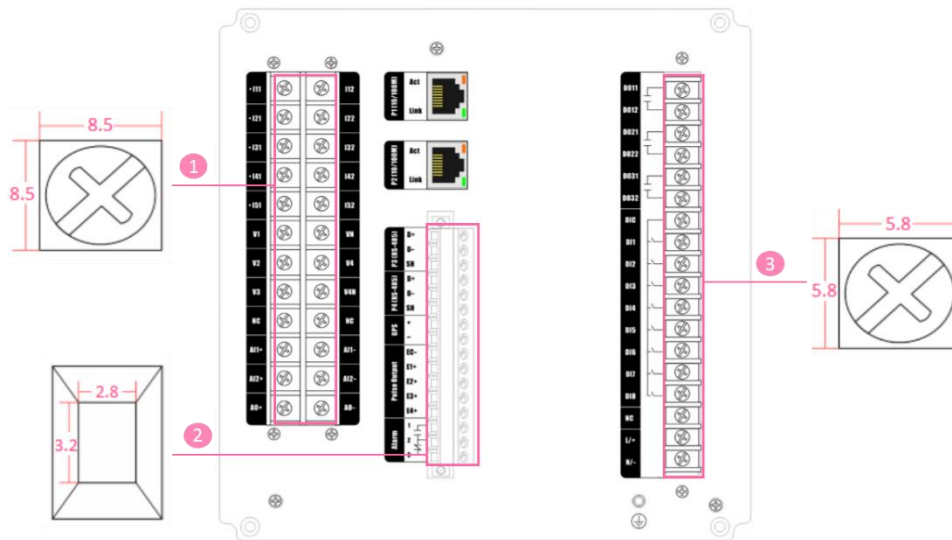 8.5
8.5
1
2.8
3.2
2
·I11 I12
·I21 I22
·I31 I32
·I41 I42
·I51 I52
V1 VN
V2 V4
V3 V4N
NC NC
AI1+ AI1-
AI2+ AI2-
AO+ AO-
P1(10/100M)
Act
Link
P2(10/100M)
Act
Link
P3(RS-485)
D+
D-
SH
P4(RS-485)
D+
D-
SH
GPS
+
-
Pulse Output
EC-
E1+
E2+
E3+
E4+
Alarm
1
2
3
DO11
DO12
DO21
DO22
DO31
DO32
DIC
DI1
DI2
DI3
DI4
DI5
DI6
DI7
DI8
NC
L/+
N/-
3
5.8
5.8